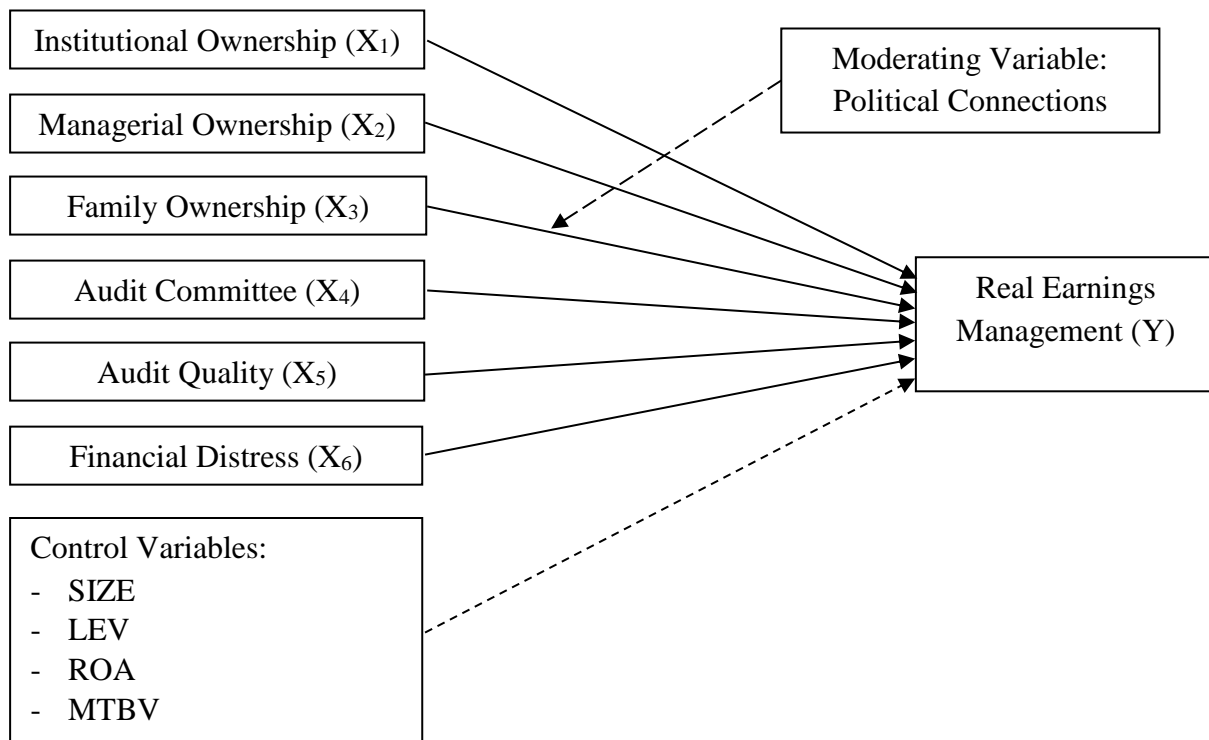 Institutional Ownership (X₁)
Managerial Ownership (X₂)
Family Ownership (X₃)
Audit Committee (X₄)
Audit Quality (X₅)
Financial Distress (X₆)
Control Variables:
- SIZE
- LEV
- ROA
- MTBV
Moderating Variable:
Political Connections
Real Earnings
Management (Y)